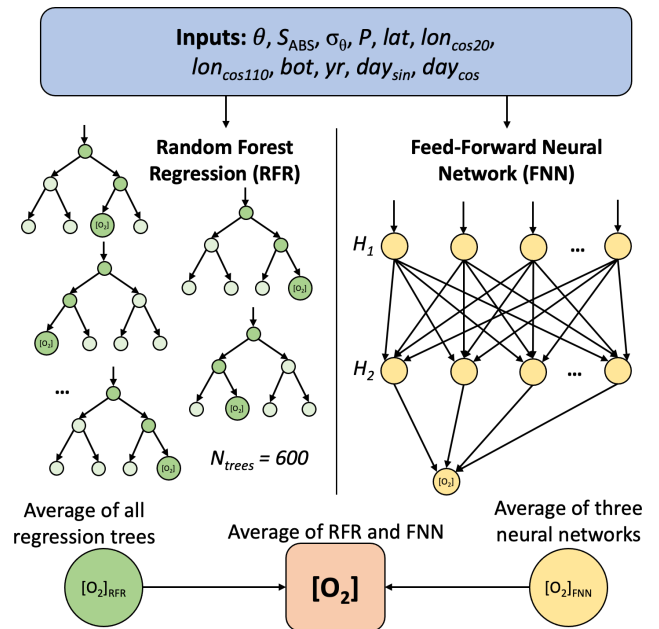 Inputs: θ, S_ABS, σ_θ, P, lat, lon_cos20,
lon_cos110, bot, yr, day_sin, day_cos
Random Forest
Regression (RFR)
Feed-Forward Neural
Network (FNN)
[O₂]
[O₂]
[O₂]
[O₂]
[O₂]
...
N_trees = 600
H₁
...
H₂
...
[O₂]
Average of all
regression trees
Average of RFR and FNN
Average of three
neural networks
[O₂]RFR
[O₂]
[O₂]FNN